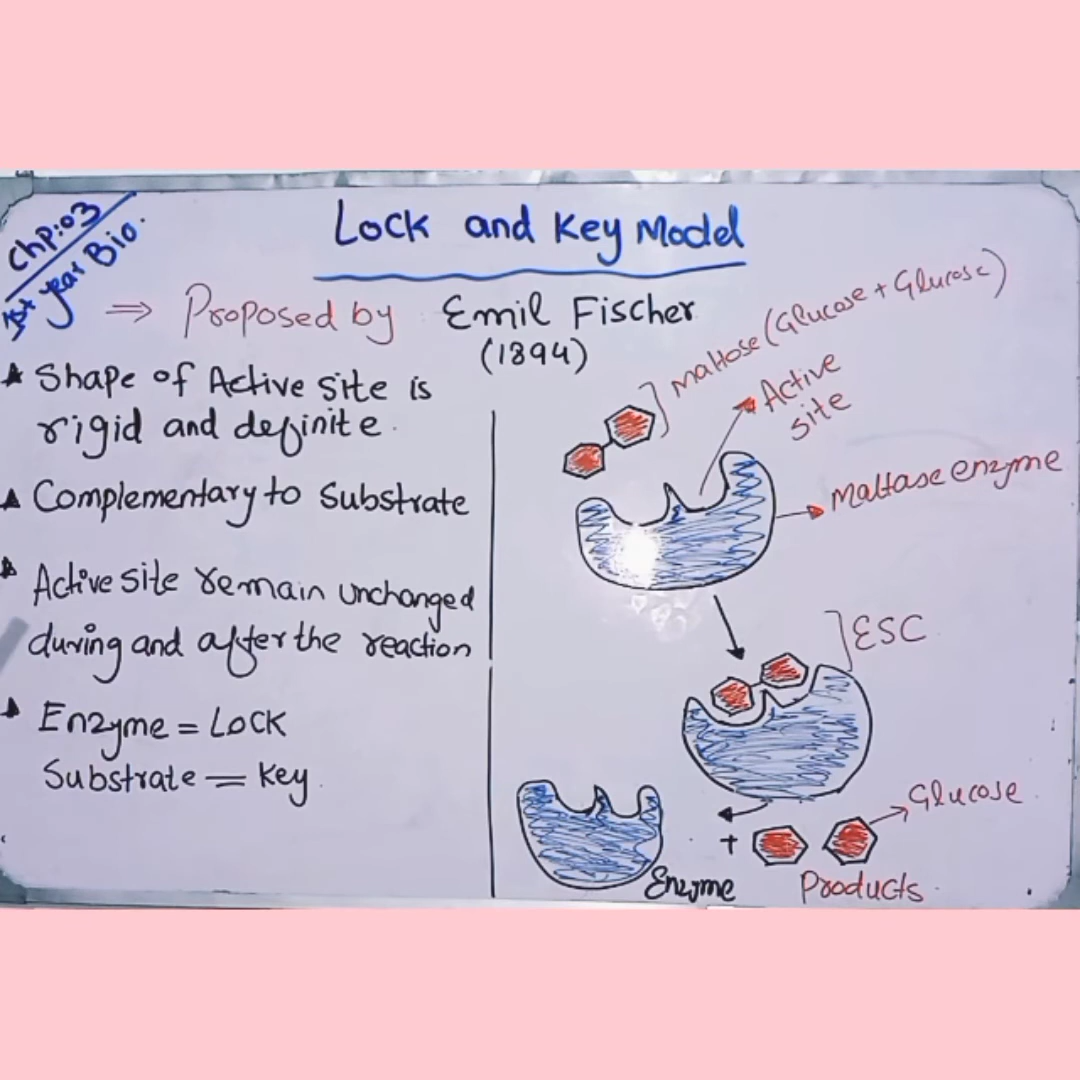 Chp:03
1st year Bio.
Lock and Key Model
⇒ Proposed by Emil Fischer
(1894)
Shape of Active site is
rigid and definite.
Complementary to Substrate
Active site remain unchanged
during and after the reaction
Enzyme = Lock
Substrate = Key
Maltose (Glucose + Glucose)
Active
site
Maltase enzyme
ESC
Glucose
+
Enzyme
Products